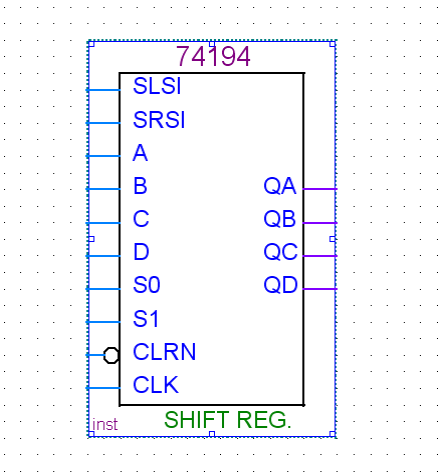 74194
SLSI
SRSI
A
B QA
C QB
D QC
S0 QD
S1
CLRN
CLK
inst SHIFT REG.